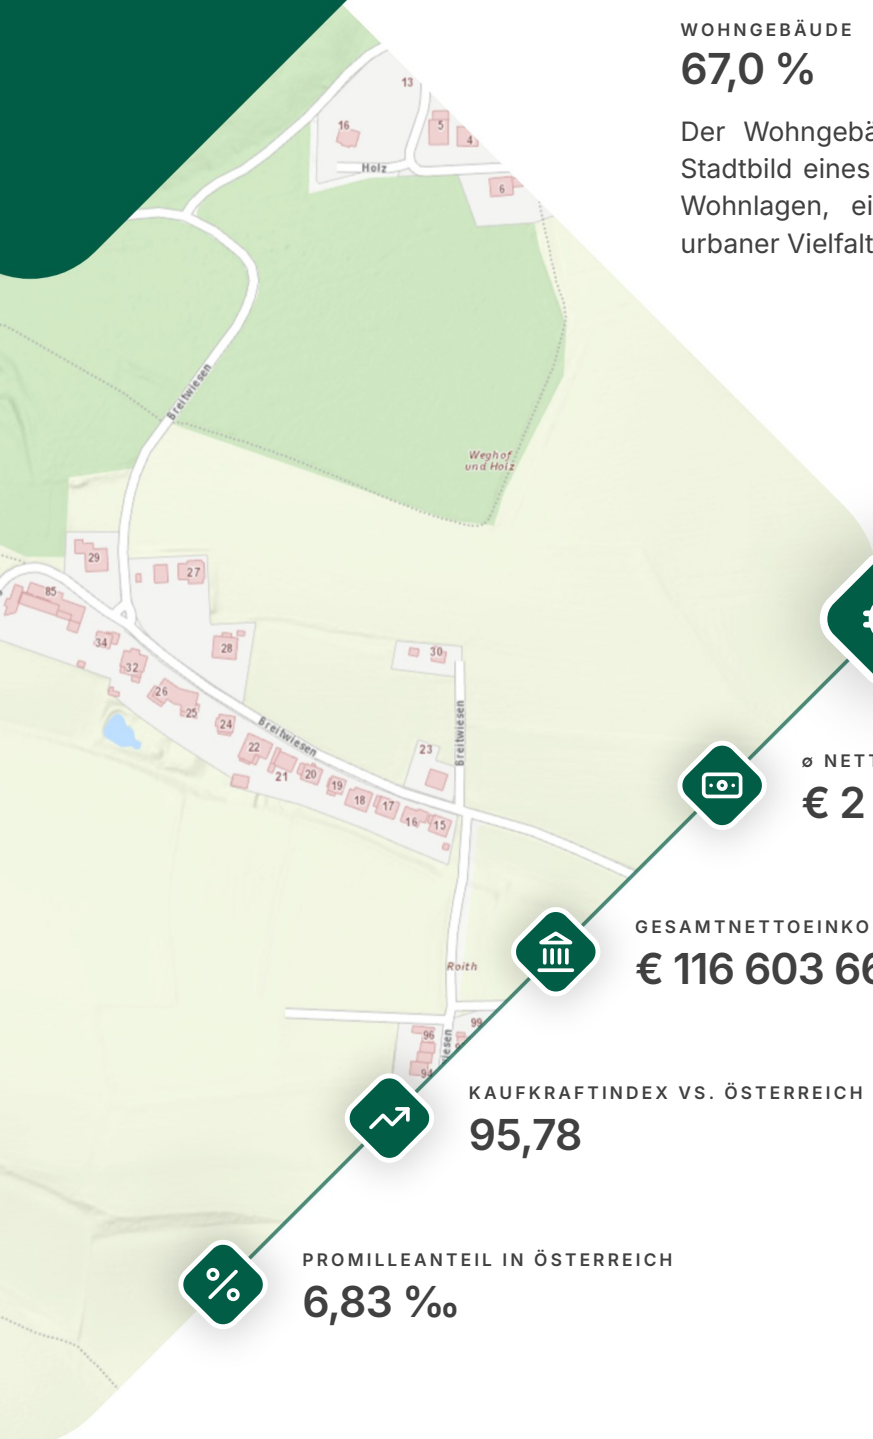 WOHNGEBÄUDE
67,0 %
Der Wohngebä
Stadtbild eines
Wohnlagen, ei
urbaner Vielfalt
13
16
5
4
Holz
6
Breitwiesen
Weghof
und Holz
29
27
85
34
28
32
30
26
25
24
Breitwiesen
Breitwiesen
22
23
21
20
19
18
17
16
15
ø NETT
€ 2
GESAMTNETTOEINKO
€ 116 603 66
Roith
99
96
iesen
94
KAUFKRAFTINDEX VS. ÖSTERREICH
95,78
PROMILLEANTEIL IN ÖSTERREICH
6,83 ‰